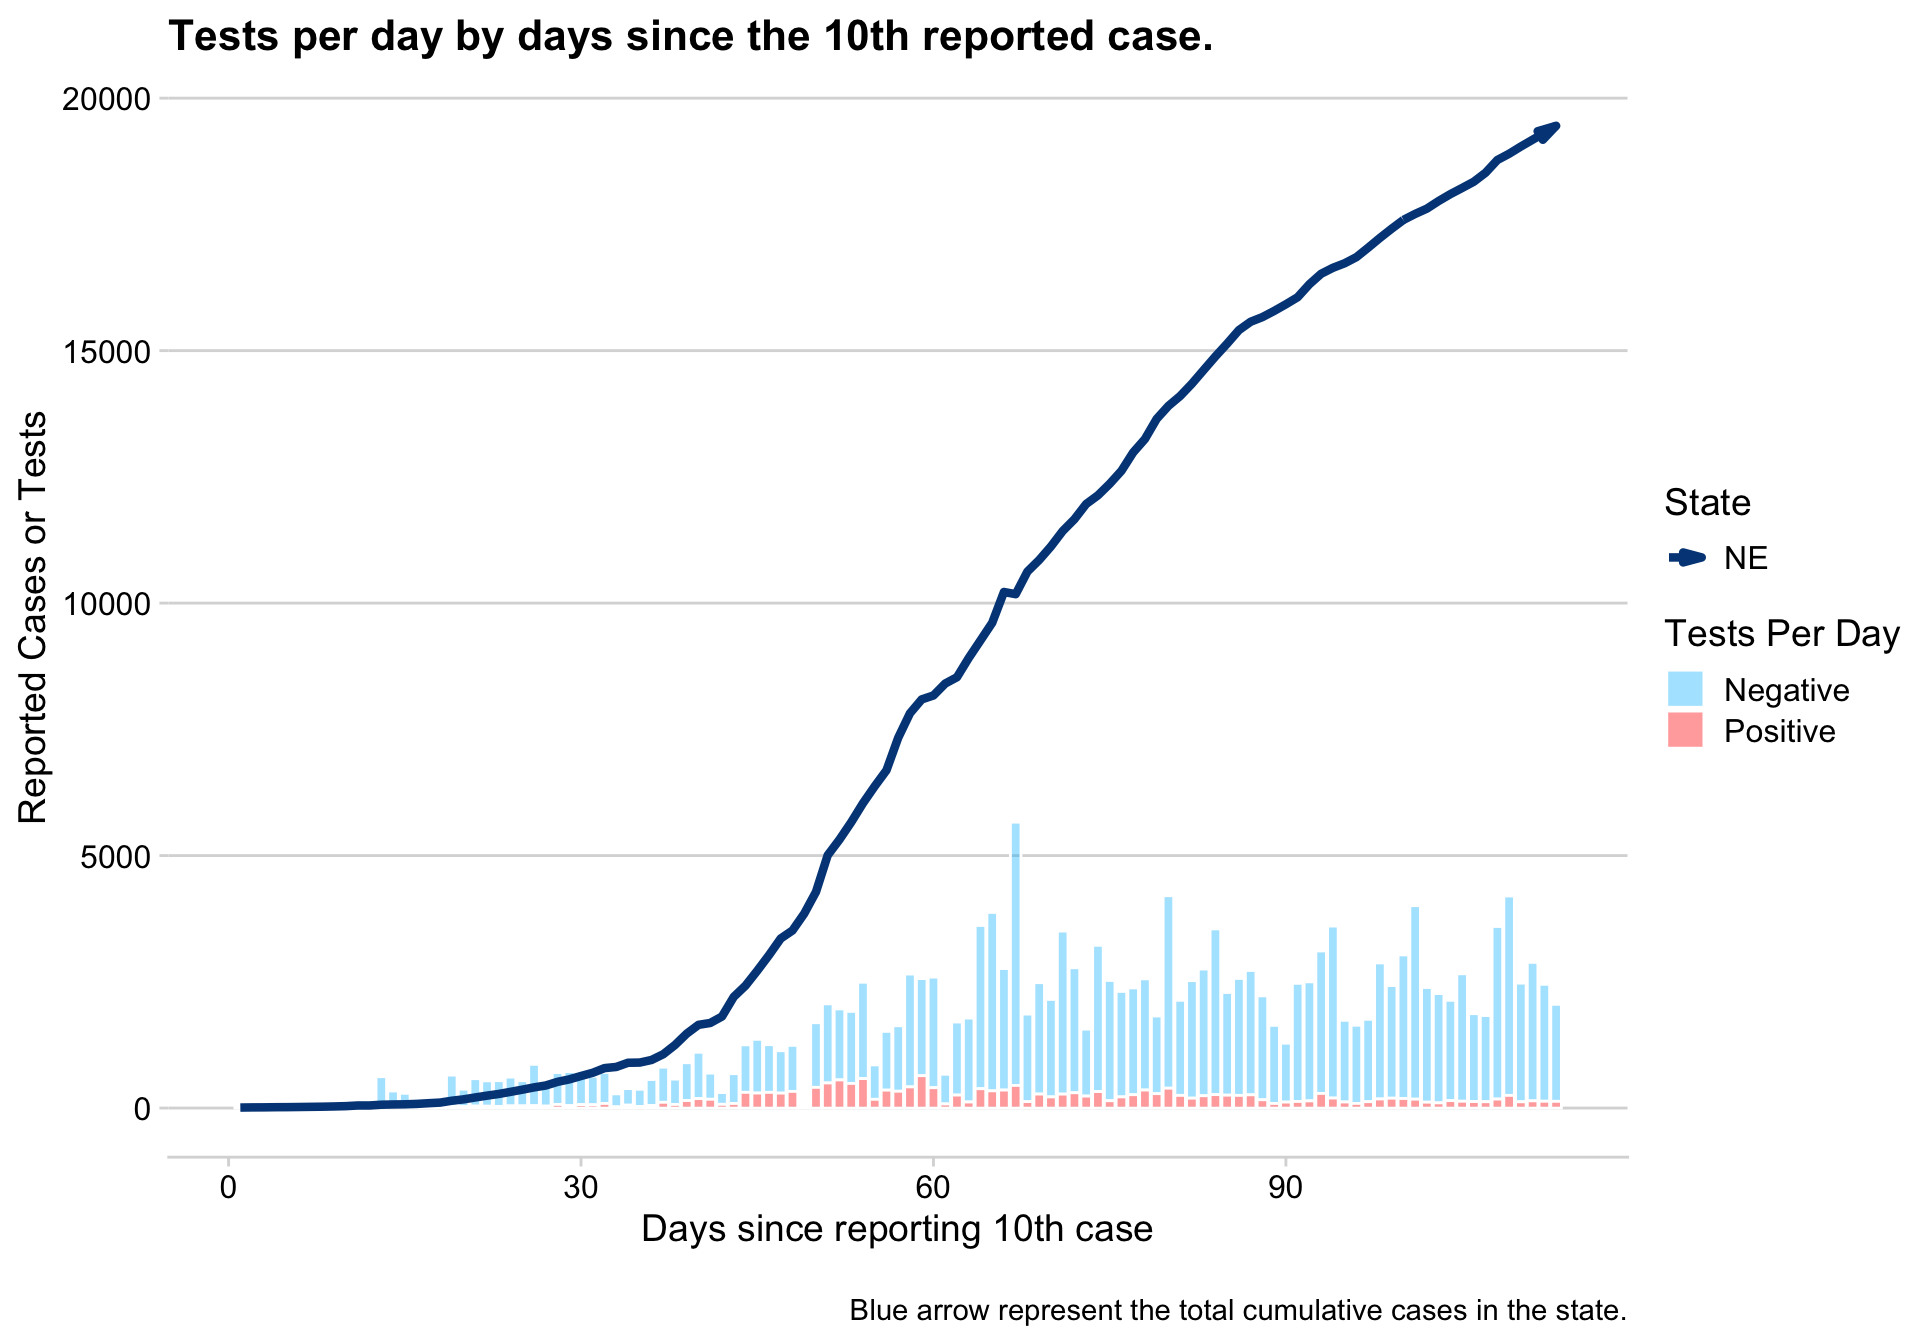 Tests per day by days since the 10th reported case.
20000
15000
10000
5000
0
Reported Cases or Tests
0 30 60 90
Days since reporting 10th case
State
NE
Tests Per Day
Negative
Positive
Blue arrow represent the total cumulative cases in the state.